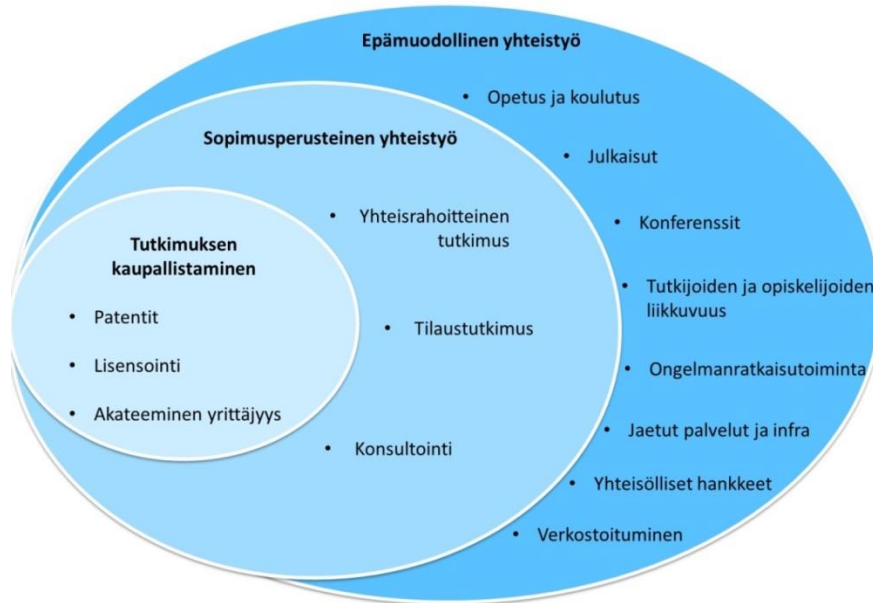 Epämuodollinen yhteistyö
• Opetus ja koulutus
• Julkaisut
• Konferenssit
• Tutkijoiden ja opiskelijoiden
liikkuvuus
• Ongelmanratkaisutoiminta
• Jaetut palvelut ja infra
• Yhteisölliset hankkeet
• Verkostoituminen
Sopimusperusteinen yhteistyö
• Yhteisrahoitteinen
tutkimus
• Tilaustutkimus
• Konsultointi
Tutkimuksen
kaupallistaminen
• Patentit
• Lisensointi
• Akateeminen yrittäjyys